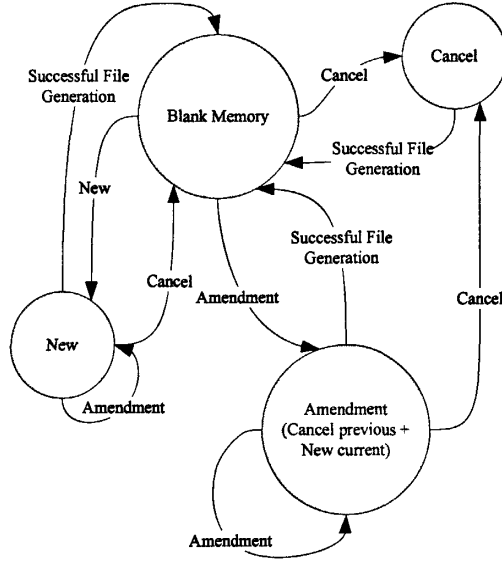 Successful File
Generation
Cancel
Cancel
Blank Memory
Successful File
Generation
New
Successful File
Generation
Cancel
Amendment
Cancel
New
Amendment
Amendment
(Cancel previous +
New current)
Amendment